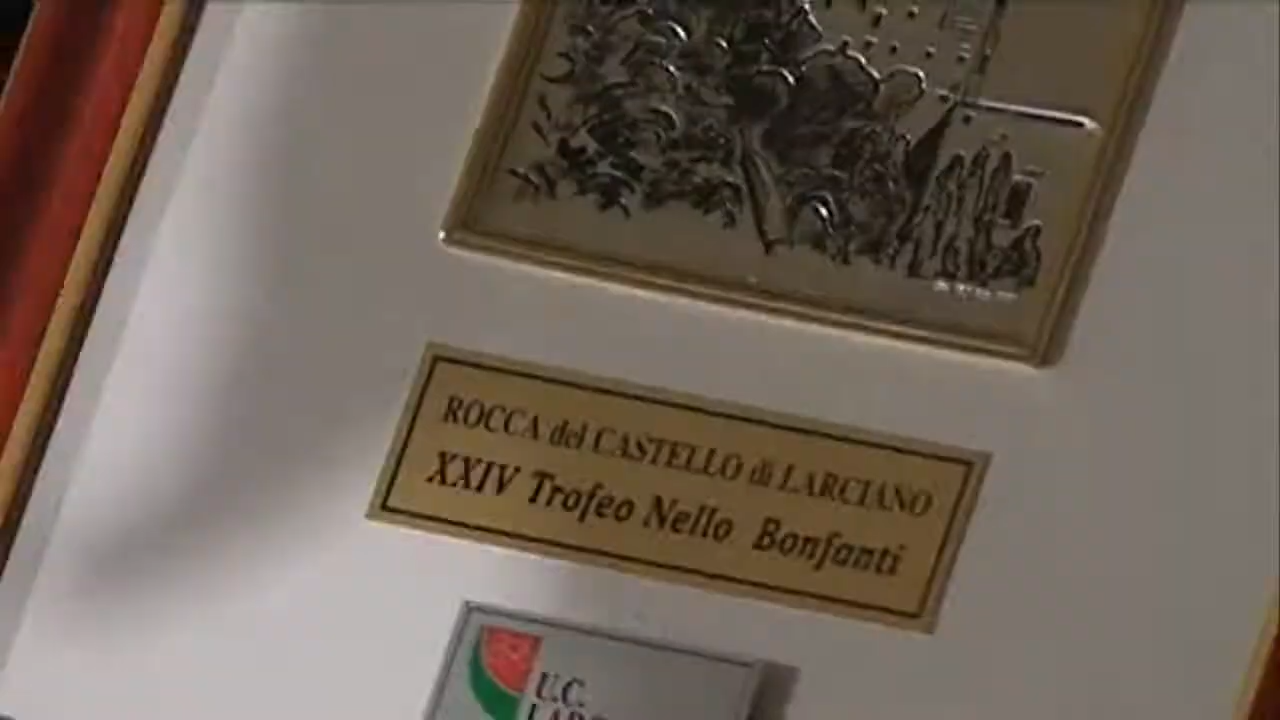 ROCCA del CASTELLO di LARCIANO
XXIV Trofeo Nello Bonfanti
U.C.